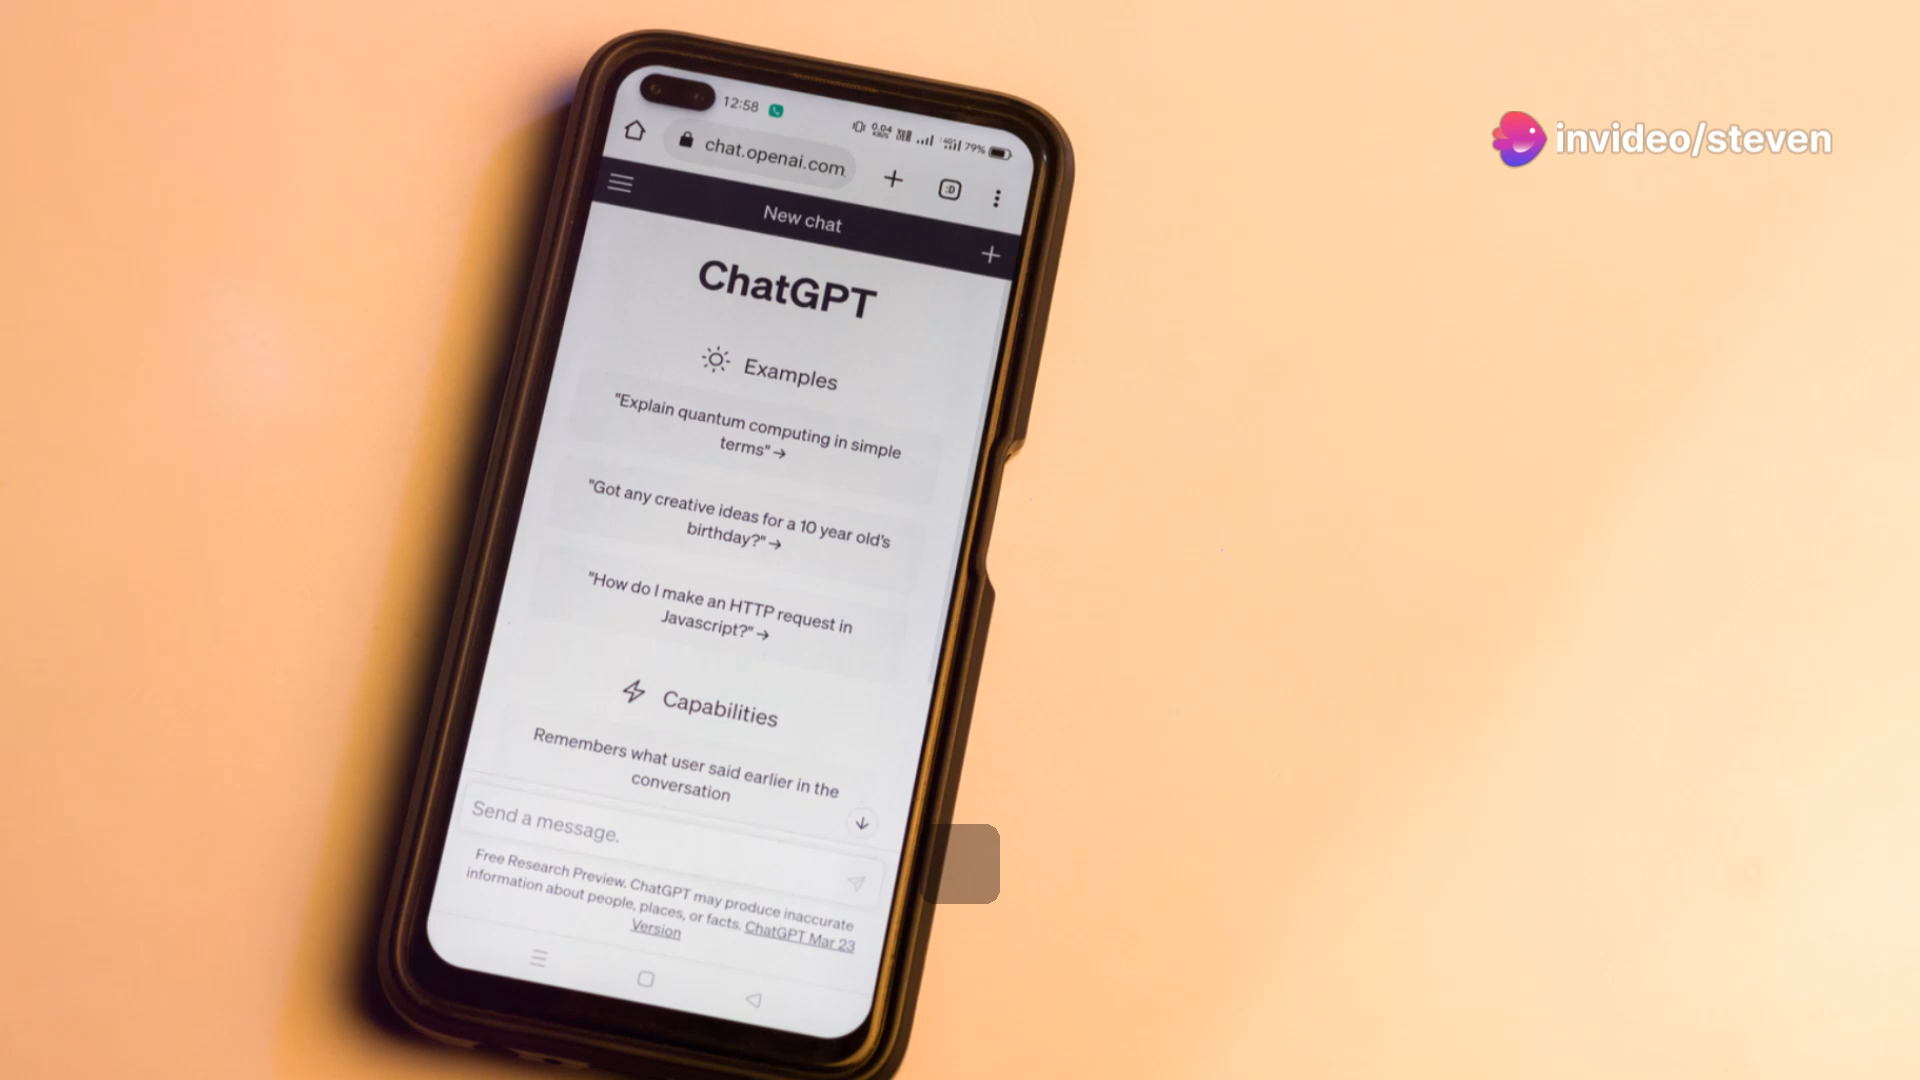 invideo/steven
12:58
0.04
KB/S
79%
chat.openai.com
New chat
ChatGPT
Examples
"Explain quantum computing in simple
terms" →
"Got any creative ideas for a 10 year old's
birthday?" →
"How do I make an HTTP request in
Javascript?" →
Capabilities
Remembers what user said earlier in the
conversation
Send a message.
Free Research Preview. ChatGPT may produce inaccurate
information about people, places, or facts. ChatGPT Mar 23
Version